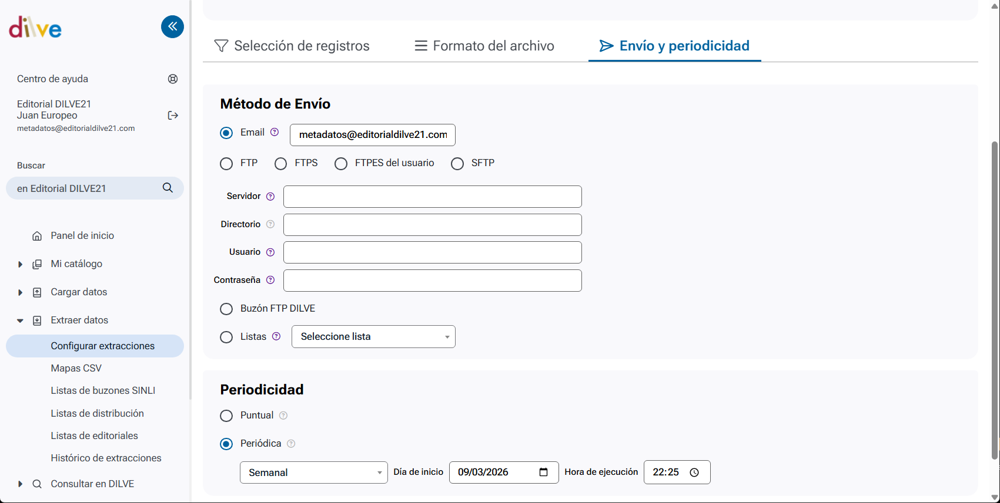 dilve
Centro de ayuda
Editorial DILVE21
Juan Europeo
metadatos@editorialdilve21.com
Buscar
en Editorial DILVE21
Panel de inicio
Mi catálogo
Cargar datos
Extraer datos
Configurar extracciones
Mapas CSV
Listas de buzones SINLI
Listas de distribución
Listas de editoriales
Histórico de extracciones
Consultar en DILVE
Selección de registros
Formato del archivo
Envío y periodicidad
Método de Envío
Email ? metadatos@editorialdilve21.com
FTP FTPS FTPES del usuario SFTP
Servidor ?
Directorio ?
Usuario ?
Contraseña ?
Buzón FTP DILVE
Listas ? Seleccione lista
Periodicidad
Puntual ?
Periódica ?
Semanal Día de inicio 09/03/2026 Hora de ejecución 22:25